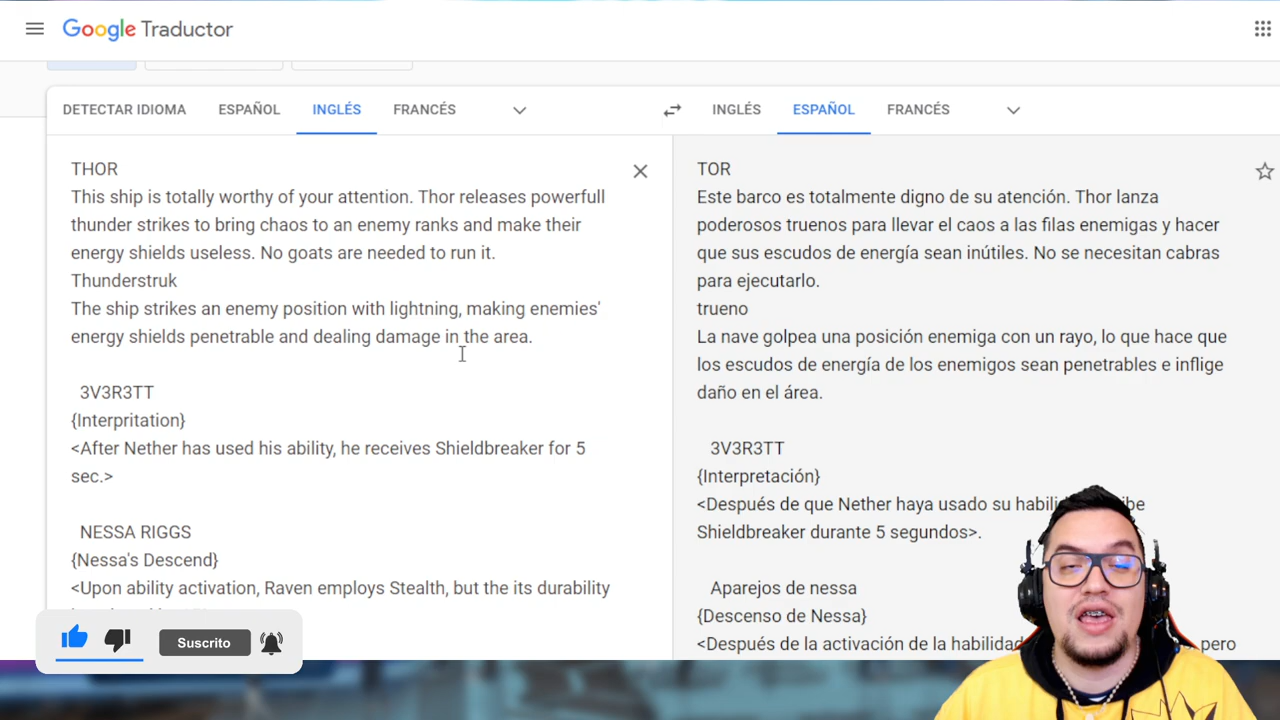 Google Traductor
DETECTAR IDIOMA ESPAÑOL INGLÉS FRANCÉS
INGLÉS ESPAÑOL FRANCÉS
THOR
This ship is totally worthy of your attention. Thor releases powerfull
thunder strikes to bring chaos to an enemy ranks and make their
energy shields useless. No goats are needed to run it.
Thunderstruk
The ship strikes an enemy position with lightning, making enemies'
energy shields penetrable and dealing damage in the area.
3V3R3TT
{Interpritation}
<After Nether has used his ability, he receives Shieldbreaker for 5
sec.>
NESSA RIGGS
{Nessa's Descend}
<Upon ability activation, Raven employs Stealth, but the its durability
TOR
Este barco es totalmente digno de su atención. Thor lanza
poderosos truenos para llevar el caos a las filas enemigas y hacer
que sus escudos de energía sean inútiles. No se necesitan cabras
para ejecutarlo.
trueno
La nave golpea una posición enemiga con un rayo, lo que hace que
los escudos de energía de los enemigos sean penetrables e inflige
daño en el área.
3V3R3TT
{Interpretación}
<Después de que Nether haya usado su
Shieldbreaker durante 5 segundos>.
Aparejos de nessa
{Descenso de Nessa}
<Después de la activación de la habilidad pero
Suscrito